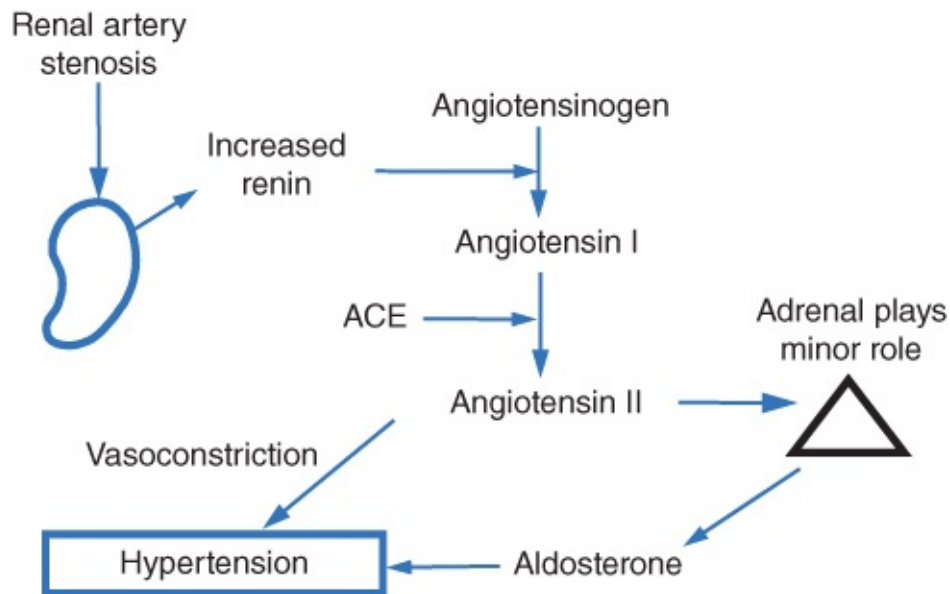 Renal artery
stenosis
Angiotensinogen
Increased
renin
Angiotensin I
ACE
Adrenal plays
minor role
Angiotensin II
Vasoconstriction
Hypertension
Aldosterone